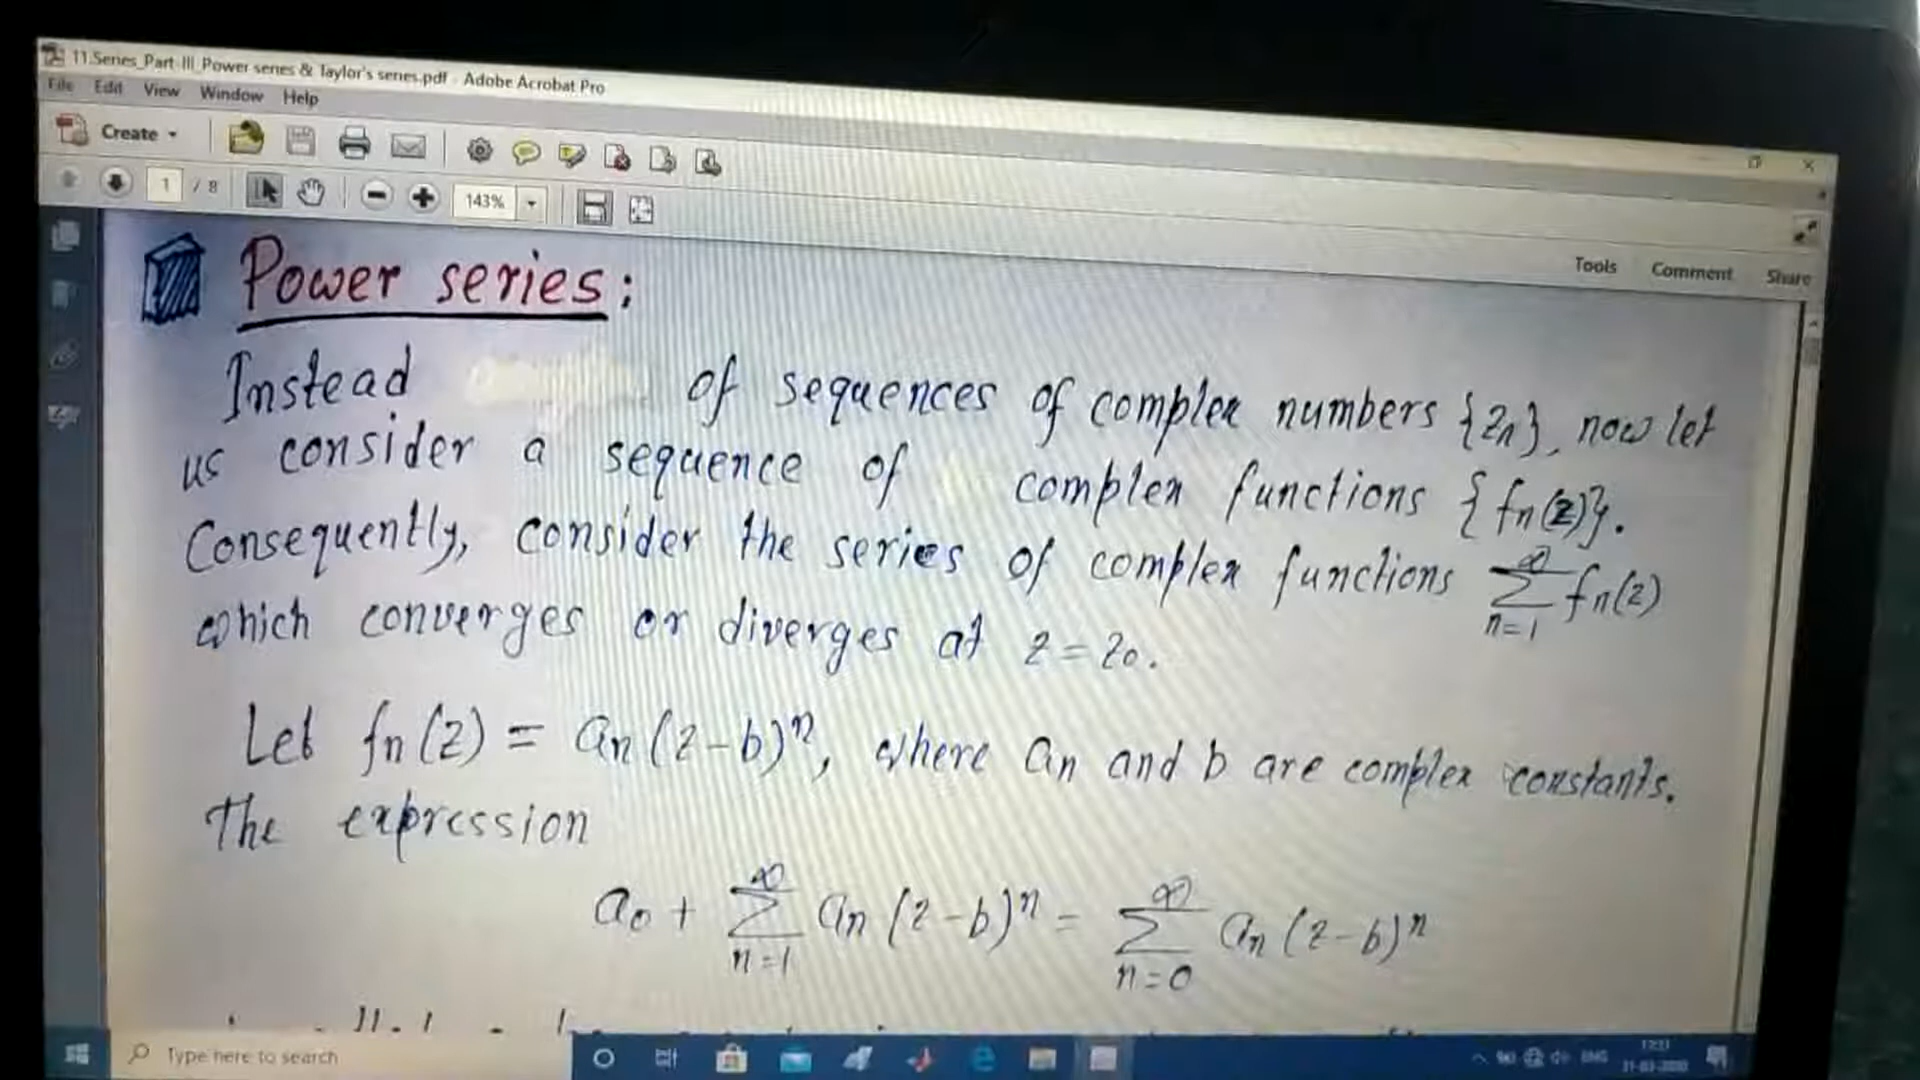 11.Series_Part-III_Power series & Taylor's series.pdf - Adobe Acrobat Pro
File Edit View Window Help
Create
1 / 8 143%
Tools Comment Share
Power series:
Instead of sequences of complex numbers {zn}, now let
us consider a sequence of complex functions {fn(z)}.
Consequently, consider the series of complex functions ∑_{n=1}^{∞} fn(z)
which converges or diverges at z = z0.
Let fn(z) = an(z-b)^n, where an and b are complex constants.
The expression
a0 + ∑_{n=1}^{∞} an(z-b)^n = ∑_{n=0}^{∞} an(z-b)^n
Type here to search
ENG